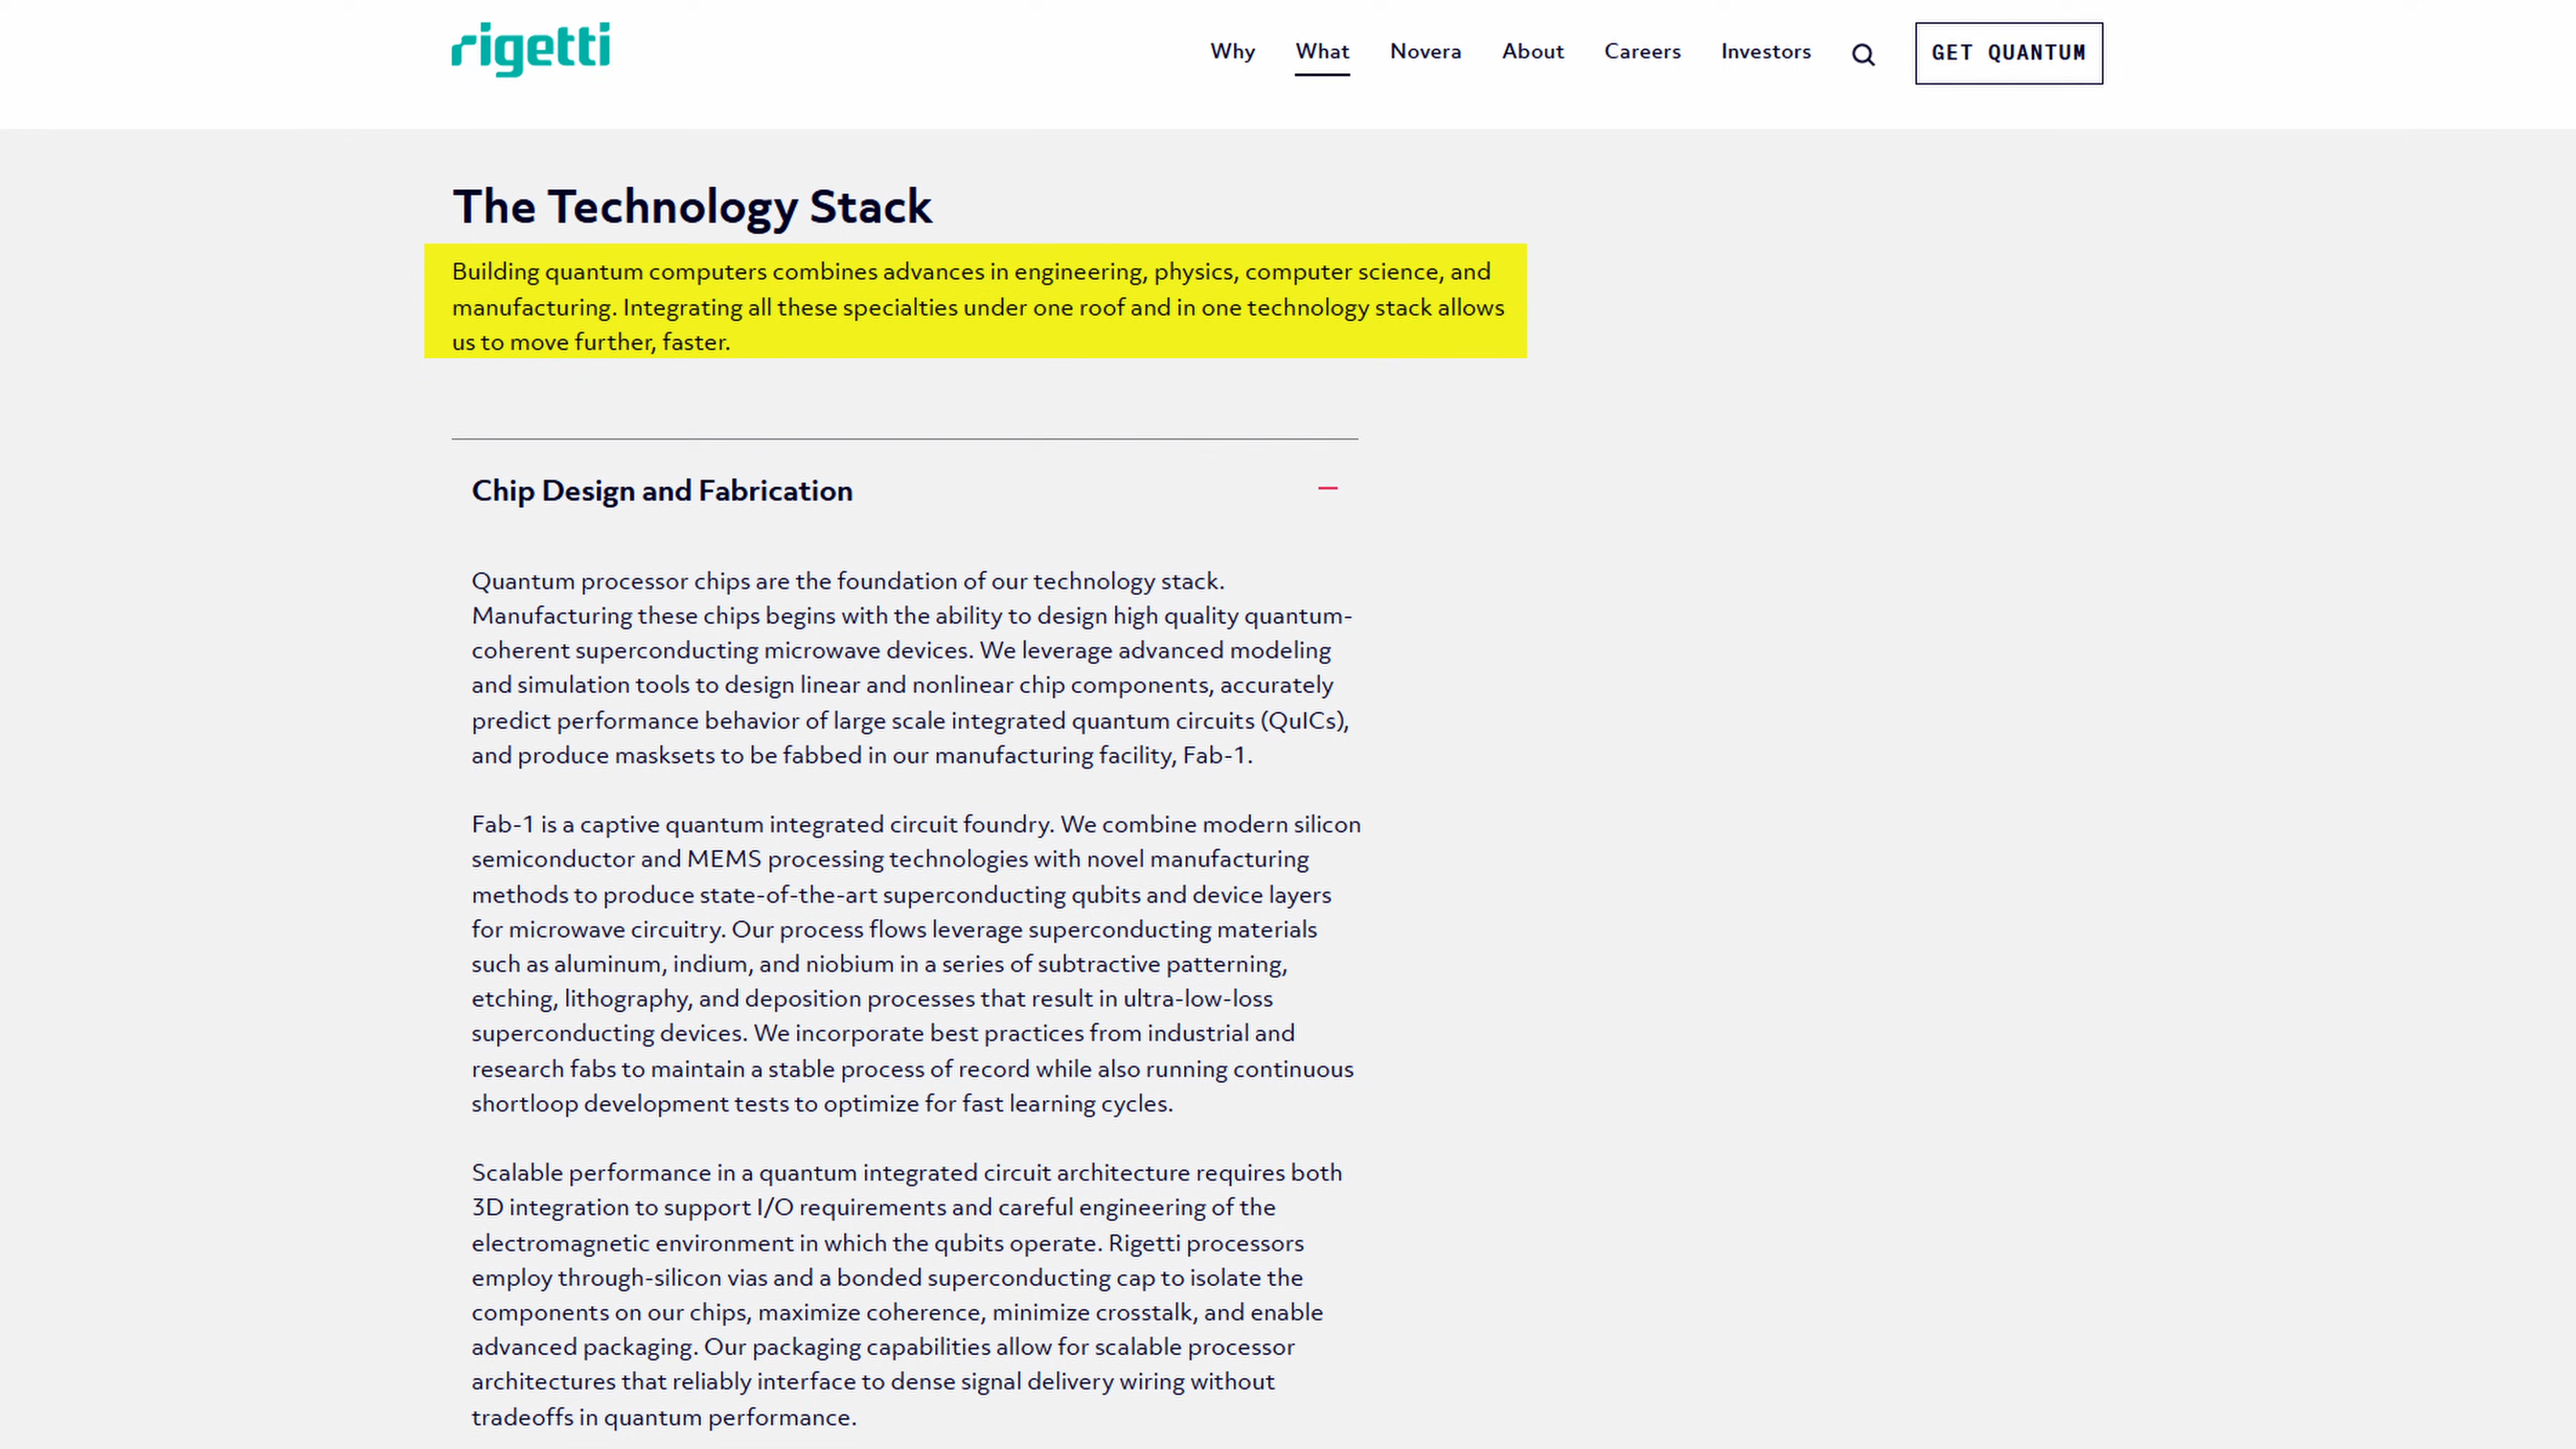 rigetti
Why What Novera About Careers Investors GET QUANTUM
The Technology Stack
Building quantum computers combines advances in engineering, physics, computer science, and
manufacturing. Integrating all these specialties under one roof and in one technology stack allows
us to move further, faster.
Chip Design and Fabrication
Quantum processor chips are the foundation of our technology stack.
Manufacturing these chips begins with the ability to design high quality quantum-
coherent superconducting microwave devices. We leverage advanced modeling
and simulation tools to design linear and nonlinear chip components, accurately
predict performance behavior of large scale integrated quantum circuits (QuICs),
and produce masksets to be fabbed in our manufacturing facility, Fab-1.
Fab-1 is a captive quantum integrated circuit foundry. We combine modern silicon
semiconductor and MEMS processing technologies with novel manufacturing
methods to produce state-of-the-art superconducting qubits and device layers
for microwave circuitry. Our process flows leverage superconducting materials
such as aluminum, indium, and niobium in a series of subtractive patterning,
etching, lithography, and deposition processes that result in ultra-low-loss
superconducting devices. We incorporate best practices from industrial and
research fabs to maintain a stable process of record while also running continuous
shortloop development tests to optimize for fast learning cycles.
Scalable performance in a quantum integrated circuit architecture requires both
3D integration to support I/O requirements and careful engineering of the
electromagnetic environment in which the qubits operate. Rigetti processors
employ through-silicon vias and a bonded superconducting cap to isolate the
components on our chips, maximize coherence, minimize crosstalk, and enable
advanced packaging. Our packaging capabilities allow for scalable processor
architectures that reliably interface to dense signal delivery wiring without
tradeoffs in quantum performance.